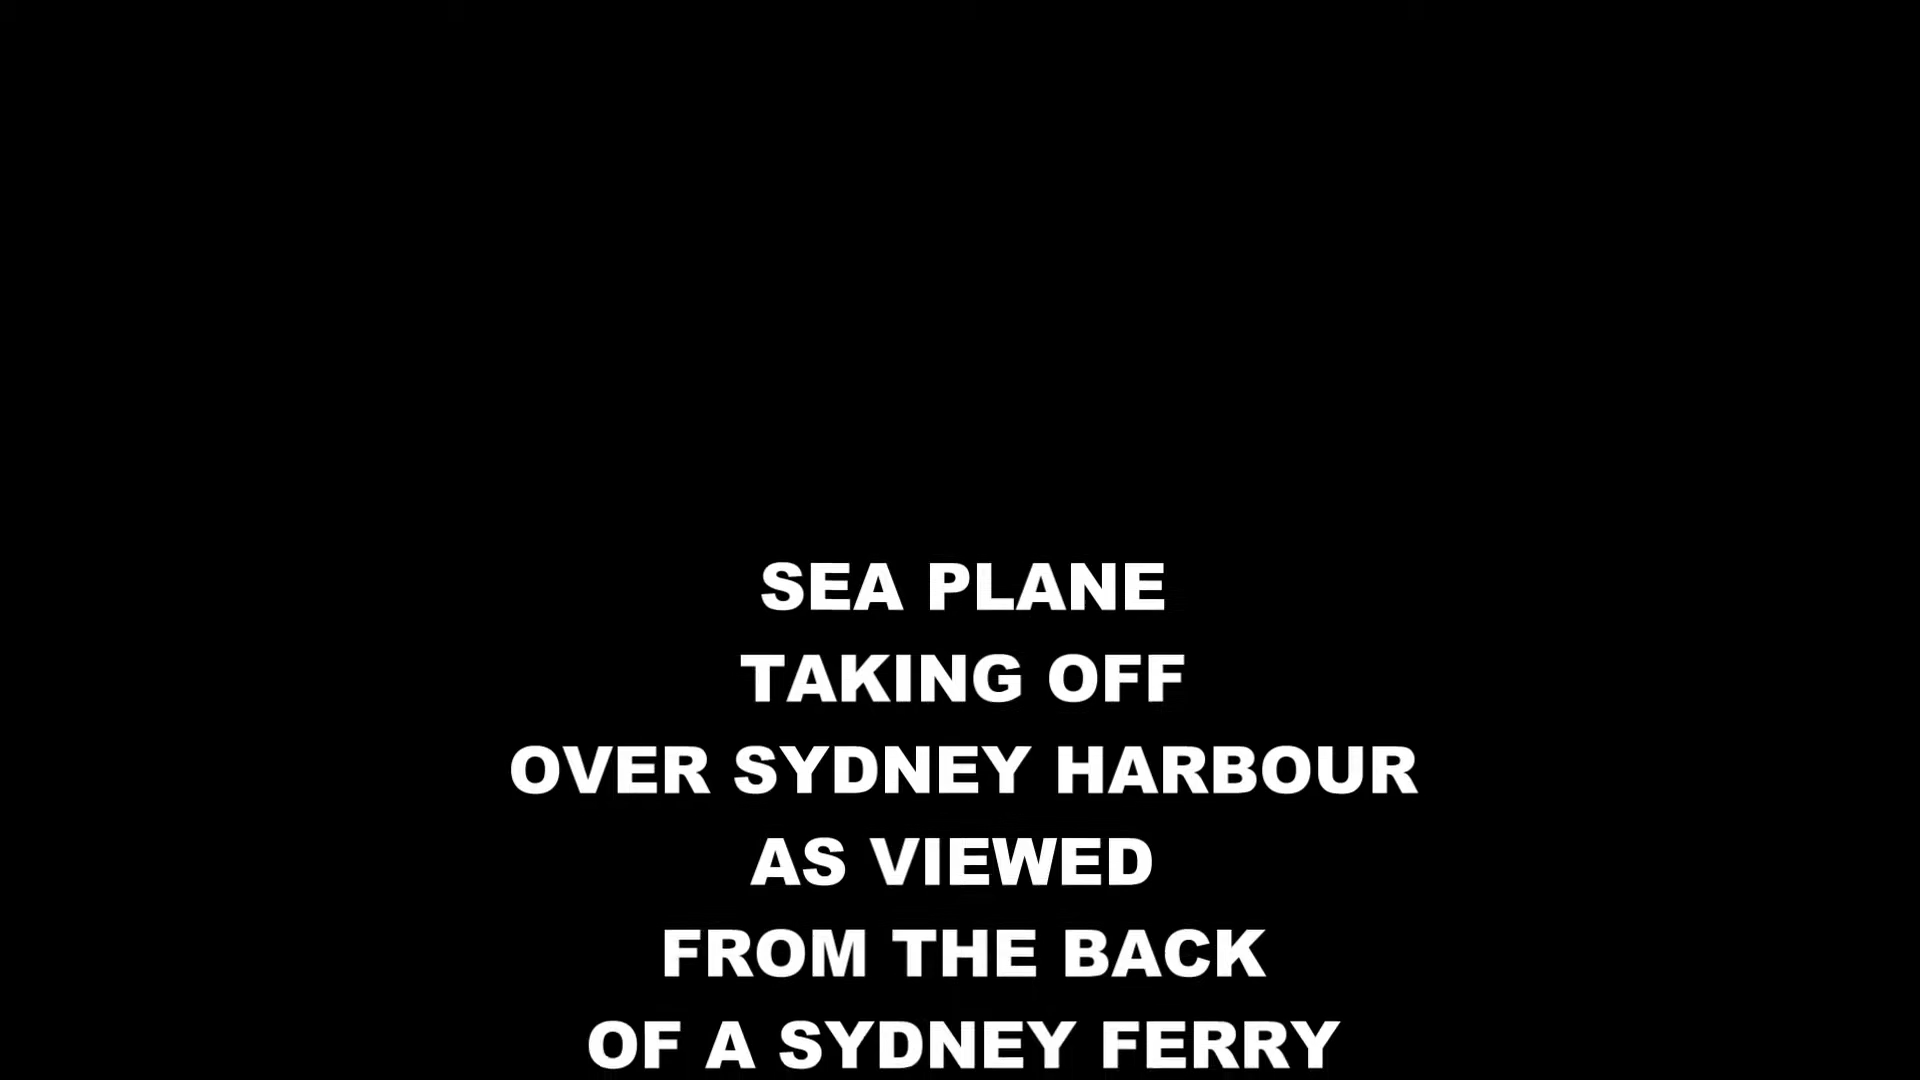 SEA PLANE
TAKING OFF
OVER SYDNEY HARBOUR
AS VIEWED
FROM THE BACK
OF A SYDNEY FERRY